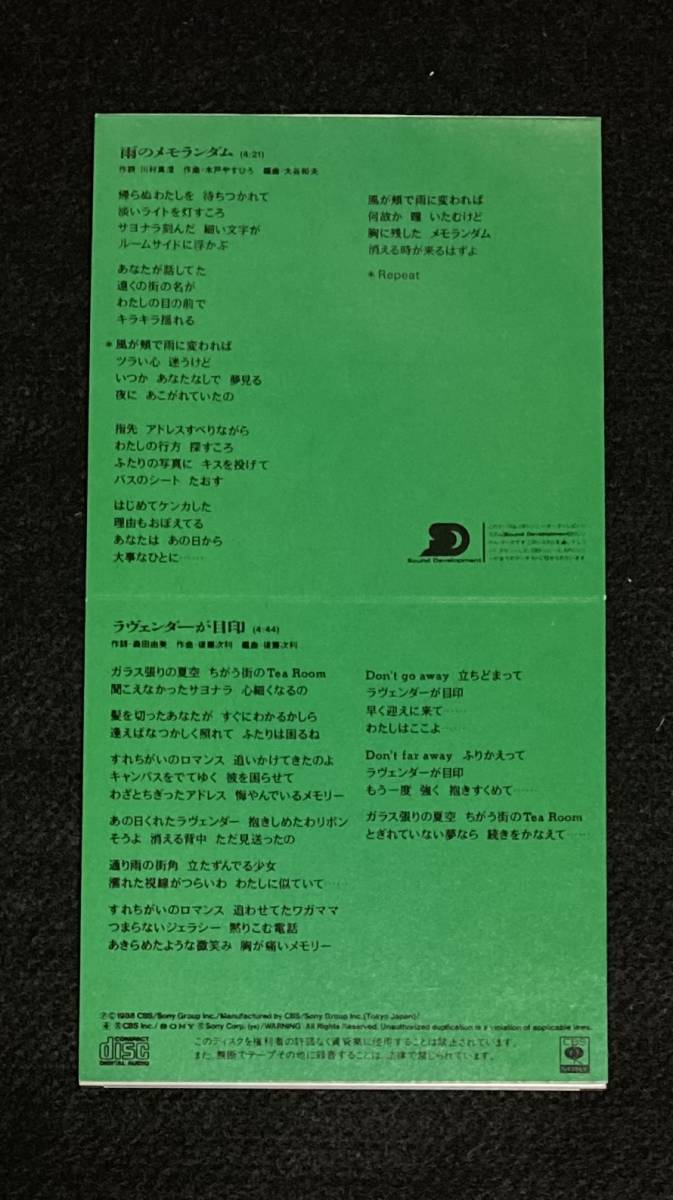 雨のメモランダム (4:21)
作詞・川村真澄 作曲・木戸やすひろ 編曲・大谷和夫
帰らぬわたしを 待ちつかれて
淡いライトを灯すころ
サヨナラ刻んだ 細い文字が
ルームサイドに浮かぶ
あなたが話してた
遠くの街の名が
わたしの目の前で
キラキラ揺れる
* 風が頬で雨に変われば
ツラい心 迷うけど
いつか あなたなしで 夢見る
夜に あこがれていたの
指先 アドレスすべりながら
わたしの行方 探すころ
ふたりの写真に キスを投げて
バスのシート たおす
はじめてケンカした
理由もおぼえてる
あなたは あの日から
大事なひとに……
風が頬で雨に変われば
何故か 瞳 いたむけど
胸に残した メモランダム
消える時が来るはずよ
* Repeat
Sound Development
ラヴェンダーが目印 (4:44)
作詞・森田由美 作曲・後藤次利 編曲・後藤次利
ガラス張りの夏空 ちがう街のTea Room
聞こえなかったサヨナラ 心細くなるの
髪を切ったあなたが すぐにわかるかしら
逢えばなつかしく照れて ふたりは困るね
すれちがいのロマンス 追いかけてきたのよ
キャンバスをでてゆく 彼を困らせて
わざとちぎったアドレス 悔やんでいるメモリー
あの日くれたラヴェンダー 抱きしめたわリボン
そうよ 消える背中 ただ見送ったの
通り雨の街角 立たずんでる少女
濡れた視線がつらいわ わたしに似ていて……
すれちがいのロマンス 追わせてたワガママ
つまらないジェラシー 黙りこむ電話
あきらめたような微笑み 胸が痛いメモリー
Don't go away 立ちどまって
ラヴェンダーが目印
早く迎えに来て……
わたしはここよ……
Don't far away ふりかえって
ラヴェンダーが目印
もう一度 強く 抱きすくめて……
ガラス張りの夏空 ちがう街のTea Room
とぎれていない夢なら 続きをかなえて……
Ⓟ © 1988 CBS/Sony Group Inc./Manufactured by CBS/Sony Group Inc.(Tokyo Japan)/
CBS Inc./SONY Sony Corp. /WARNING: All Rights Reserved. Unauthorized duplication is a violation of applicable laws.
COMPACT
disc
DIGITAL AUDIO
このディスクを権利者の許諾なく賃貸業に使用することは禁止されています。
また、無断でテープその他に録音することは、法律で禁じられています。
CBS